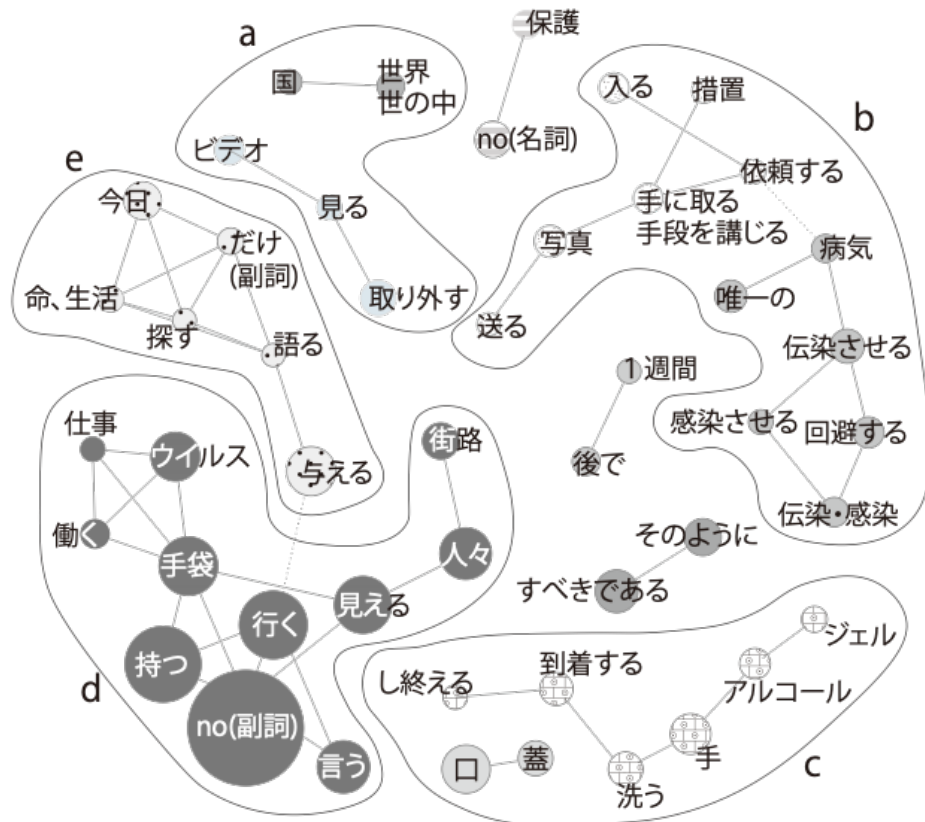 a
国
世界
世の中
ビデオ
見る
取り外す
保護
no(名詞)
b
入る
措置
依頼する
手に取る
手段を講じる
写真
送る
病気
唯一の
伝染させる
感染させる
回避する
伝染・感染
e
今日
だけ
(副詞)
命、生活
探す
語る
与える
1 週間
後で
そのように
すべきである
d
仕事
ウイルス
働く
手袋
街路
人々
見える
行く
持つ
no(副詞)
言う
c
し終える
到着する
ジェル
アルコール
手
洗う
口
蓋